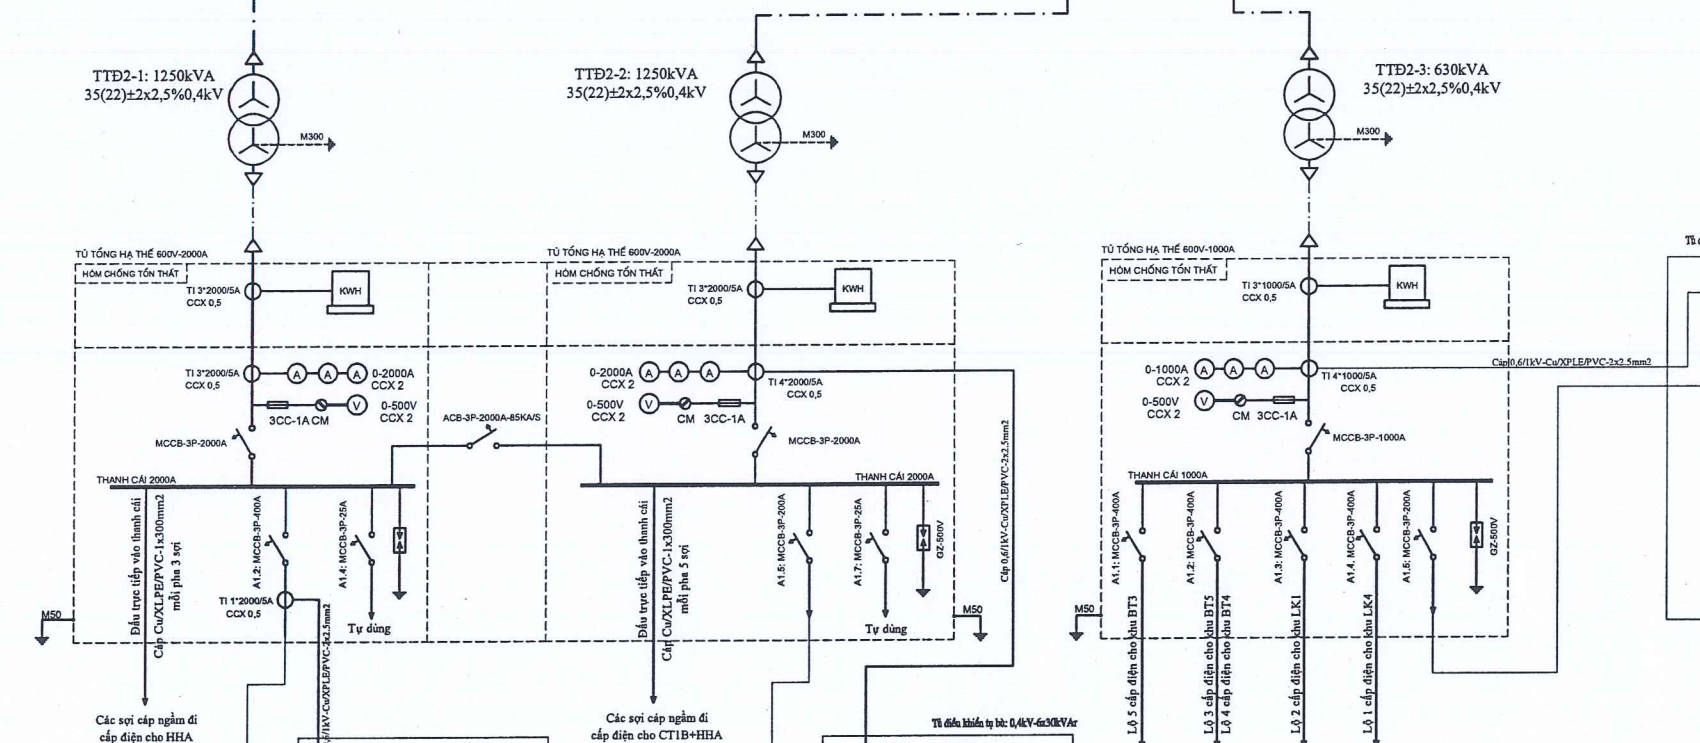 TTĐ2-1: 1250kVA
35(22)±2x2,5%0,4kV
M300
TỦ TỔNG HẠ THẾ 600V-2000A
HÒM CHỐNG TỔN THẤT
TI 3*2000/5A
CCX 0,5
KWH
TI 3*2000/5A
CCX 0,5
A
A
A
0-2000A
CCX 2
3CC-1A
CM
V
0-500V
CCX 2
MCCB-3P-2000A
ACB-3P-2000A-85KA/S
THANH CÁI 2000A
Đấu trực tiếp vào thanh cái
Cáp Cu/XLPE/PVC-1x300mm2
mỗi pha 3 sợi
A1.2: MCCB-3P-400A
A1.4: MCCB-3P-25A
TI 1*2000/5A
CCX 0,5
Tự dùng
M50
Các sợi cáp ngầm đi
cấp điện cho HHA
TTĐ2-2: 1250kVA
35(22)±2x2,5%0,4kV
M300
TỦ TỔNG HẠ THẾ 600V-2000A
HÒM CHỐNG TỔN THẤT
TI 3*2000/5A
CCX 0,5
KWH
0-2000A
CCX 2
A
A
A
TI 4*2000/5A
CCX 0,5
0-500V
CCX 2
V
CM
3CC-1A
MCCB-3P-2000A
THANH CÁI 2000A
Đấu trực tiếp vào thanh cái
Cáp Cu/XLPE/PVC-1x300mm2
mỗi pha 5 sợi
A1.5: MCCB-3P-200A
A1.7: MCCB-3P-25A
GZ-500V
Tự dùng
M50
Cáp 0,6/1kV-Cu/XPLE/PVC-2x2.5mm2
Các sợi cáp ngầm đi
cấp điện cho CT1B+HHA
Tủ điều khiển tụ bù: 0,4kV-6x30kVAr
TTĐ2-3: 630kVA
35(22)±2x2,5%0,4kV
M300
TỦ TỔNG HẠ THẾ 600V-1000A
HÒM CHỐNG TỔN THẤT
TI 3*1000/5A
CCX 0,5
KWH
0-1000A
CCX 2
A
A
A
TI 4*1000/5A
CCX 0,5
Cáp 0,6/1kV-Cu/XPLE/PVC-2x2.5mm2
0-500V
CCX 2
V
CM
3CC-1A
MCCB-3P-1000A
THANH CÁI 1000A
A1.1: MCCB-3P-400A
A1.2: MCCB-3P-400A
A1.3: MCCB-3P-400A
A1.4: MCCB-3P-400A
A1.5: MCCB-3P-200A
GZ-500V
M50
Lộ 5 cấp điện cho khu BT3
Lộ 3 cấp điện cho khu BT5
Lộ 4 cấp điện cho khu BT4
Lộ 2 cấp điện cho khu LK1
Lộ 1 cấp điện cho khu LK4